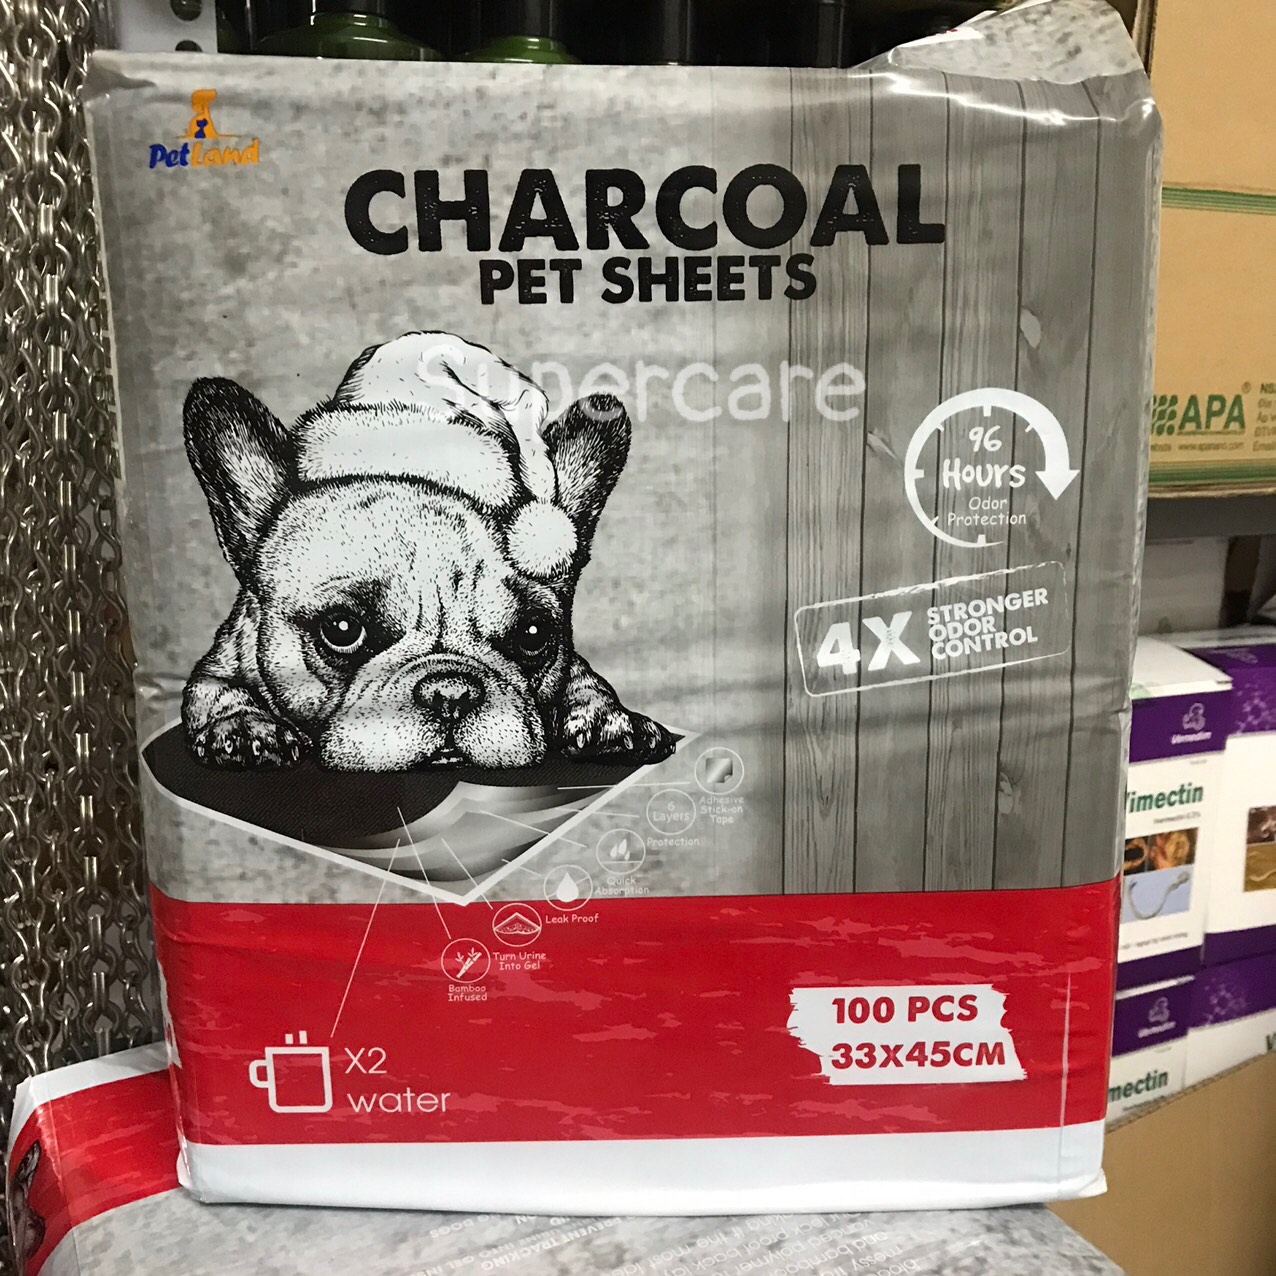 PetLand
CHARCOAL
PET SHEETS
Supercare
96
Hours
Odor
Protection
4X STRONGER
ODOR
CONTROL
Adhesive
Stick-on
Tape
6
Layers
Protection
Quick
Absorption
Leak Proof
Turn Urine
Into Gel
Bamboo
Infused
X2
water
100 PCS
33X45CM
APA
imectin
mectin